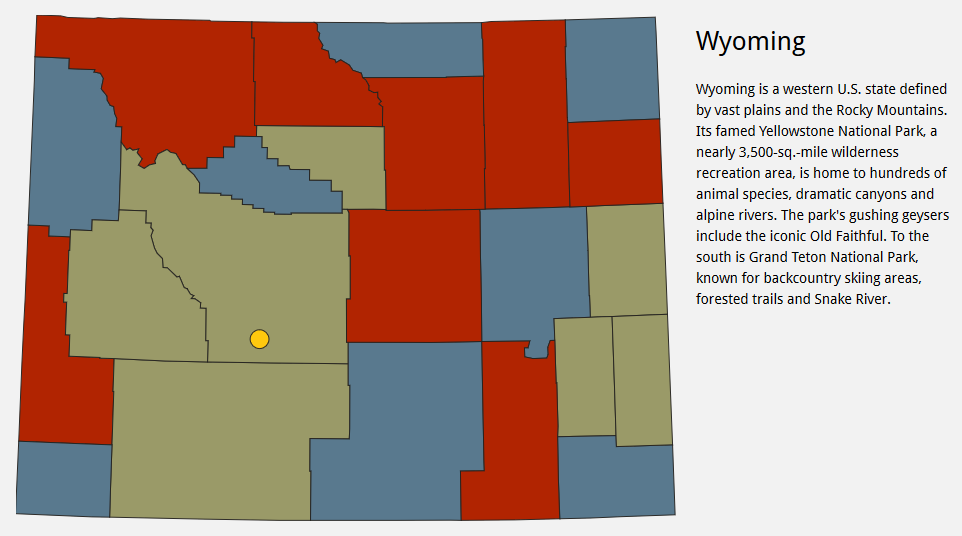 Wyoming
Wyoming is a western U.S. state defined
by vast plains and the Rocky Mountains.
Its famed Yellowstone National Park, a
nearly 3,500-sq.-mile wilderness
recreation area, is home to hundreds of
animal species, dramatic canyons and
alpine rivers. The park's gushing geysers
include the iconic Old Faithful. To the
south is Grand Teton National Park,
known for backcountry skiing areas,
forested trails and Snake River.